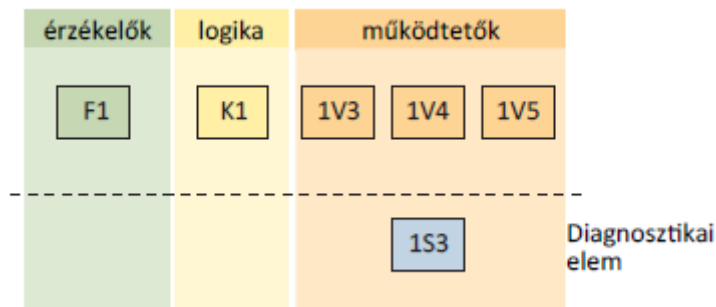 érzékelők logika működtetők
F1 K1 1V3 1V4 1V5
1S3
Diagnosztikai
elem